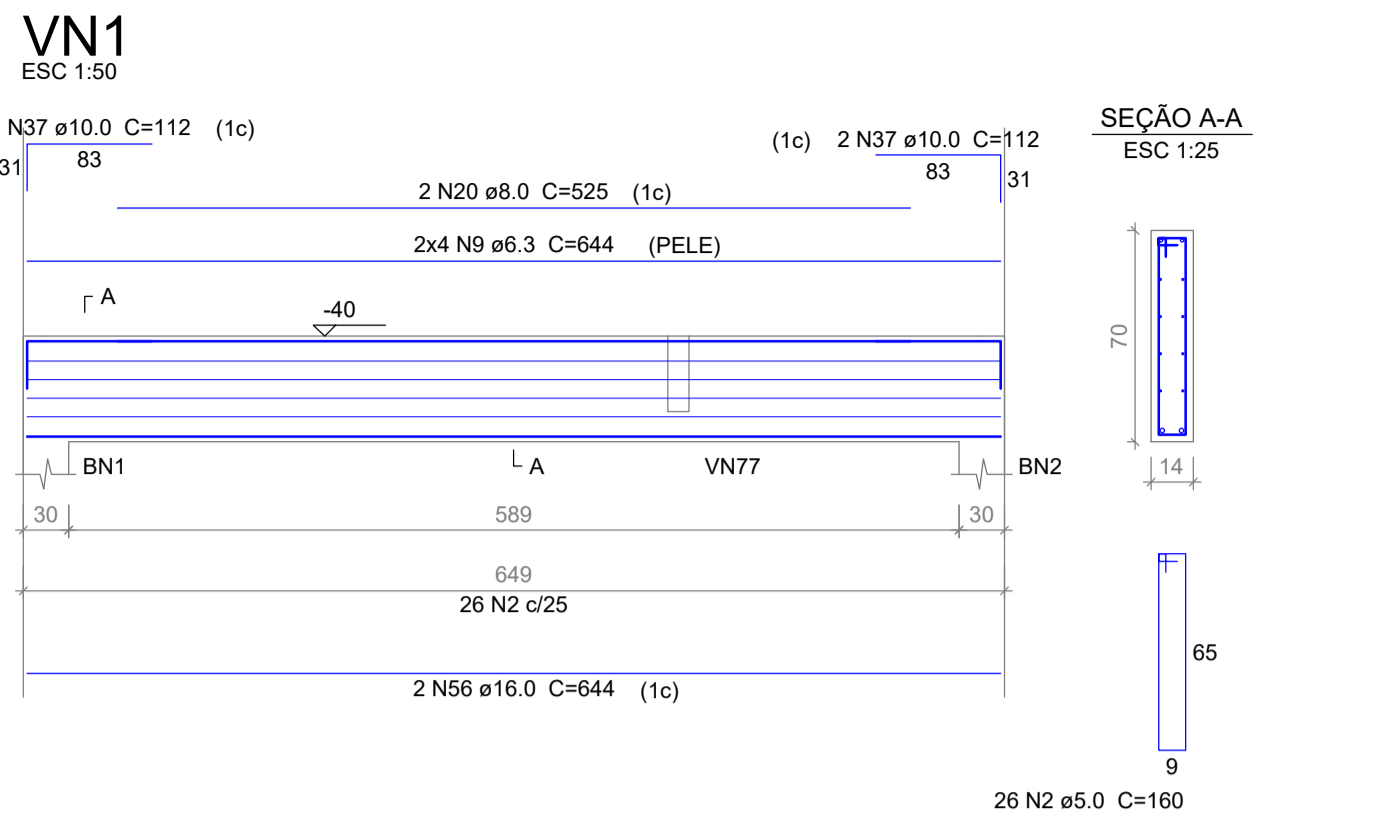 VN1
ESC 1:50
N37 ø10.0 C=112 (1c)
31
83
(1c) 2 N37 ø10.0 C=112
83
31
2 N20 ø8.0 C=525 (1c)
2x4 N9 ø6.3 C=644 (PELE)
A
-40
BN1
A
VN77
BN2
30
589
30
649
26 N2 c/25
2 N56 ø16.0 C=644 (1c)
SEÇÃO A-A
ESC 1:25
70
14
65
9
26 N2 ø5.0 C=160